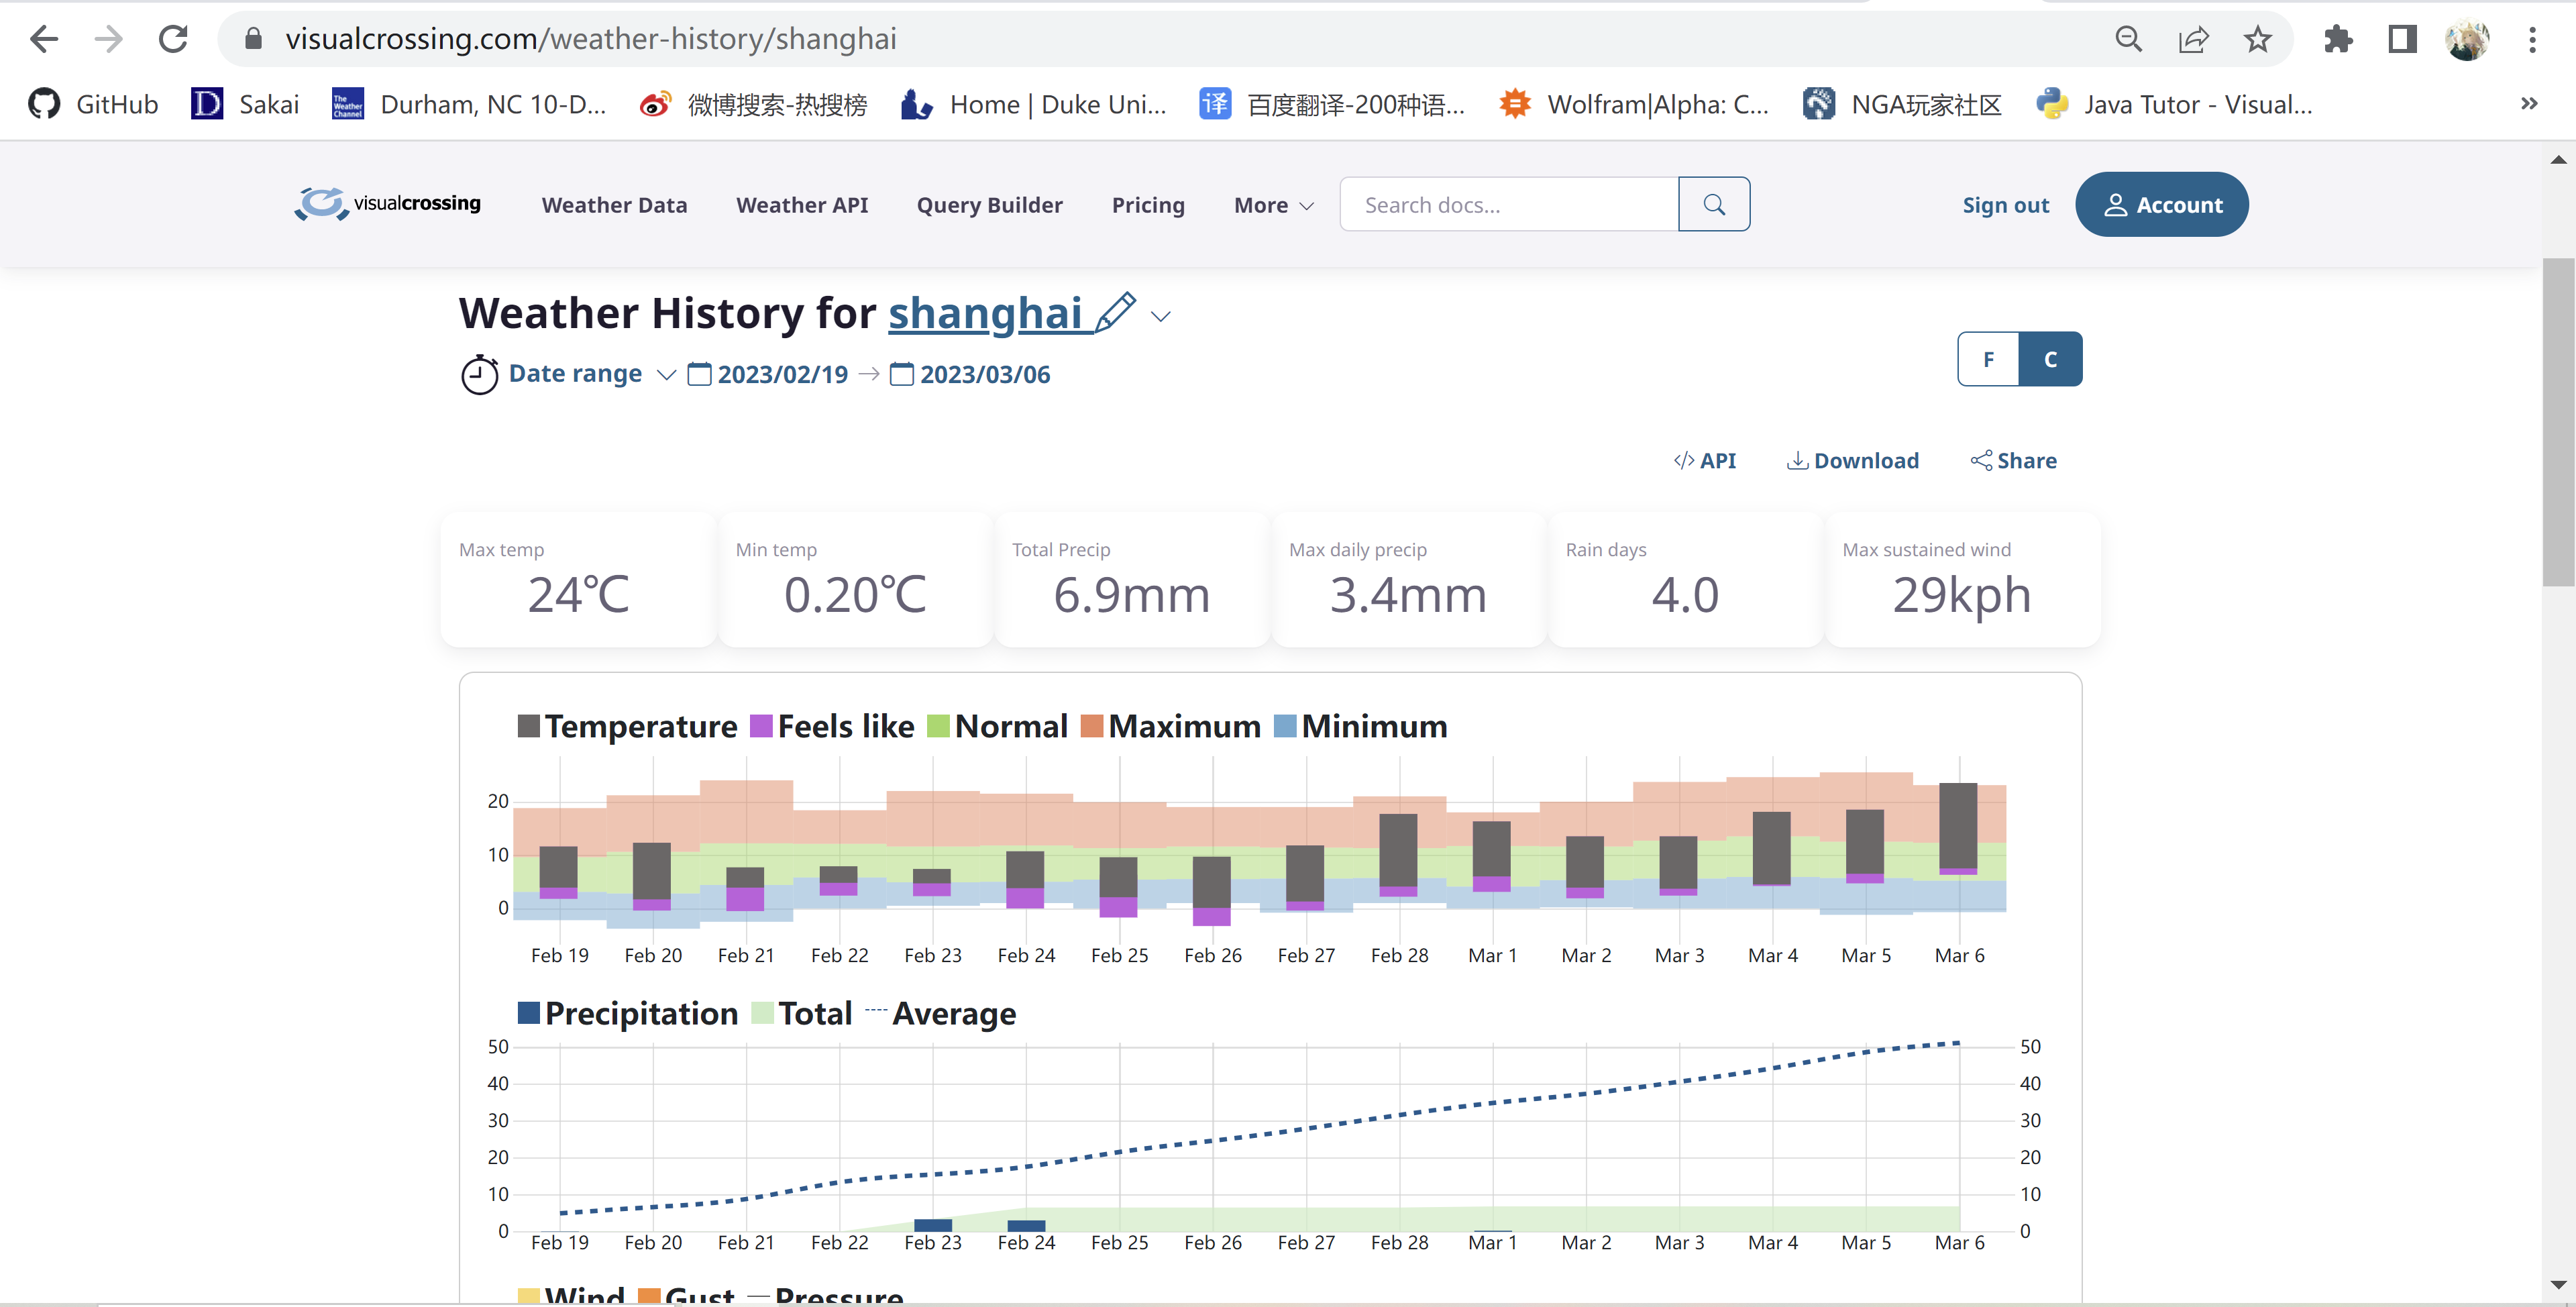 visualcrossing.com/weather-history/shanghai
GitHub Sakai The Weather Channel Durham, NC 10-D... 微博搜索-热搜榜 Home | Duke Uni... 译 百度翻译-200种语... Wolfram|Alpha: C... NGA玩家社区 Java Tutor - Visual... »
visualcrossing Weather Data Weather API Query Builder Pricing More Search docs... Sign out Account
Weather History for shanghai
Date range 2023/02/19 → 2023/03/06
F C
</> API Download Share
Max temp Min temp Total Precip Max daily precip Rain days Max sustained wind
24℃ 0.20℃ 6.9mm 3.4mm 4.0 29kph
Temperature Feels like Normal Maximum Minimum
20
10
0
Feb 19 Feb 20 Feb 21 Feb 22 Feb 23 Feb 24 Feb 25 Feb 26 Feb 27 Feb 28 Mar 1 Mar 2 Mar 3 Mar 4 Mar 5 Mar 6
Precipitation Total Average
50 50
40 40
30 30
20 20
10 10
0 0
Feb 19 Feb 20 Feb 21 Feb 22 Feb 23 Feb 24 Feb 25 Feb 26 Feb 27 Feb 28 Mar 1 Mar 2 Mar 3 Mar 4 Mar 5 Mar 6
Wind Gust Pressure